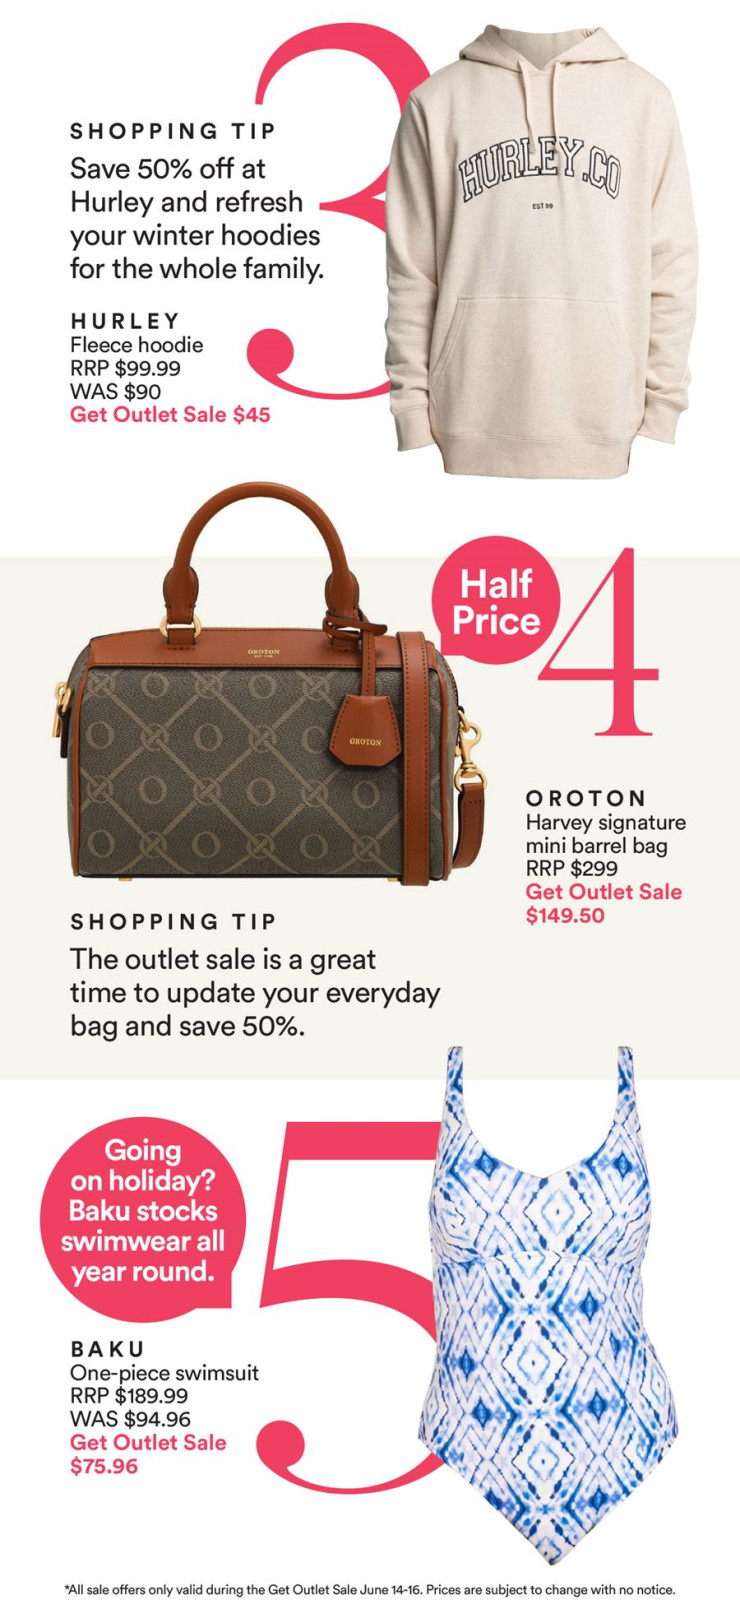 3
SHOPPING TIP
Save 50% off at
Hurley and refresh
your winter hoodies
for the whole family.
HURLEY
Fleece hoodie
RRP $99.99
WAS $90
Get Outlet Sale $45
HURLEY.CO
EST 99
Half
Price
4
OROTON
OROTON
OROTON
Harvey signature
mini barrel bag
RRP $299
Get Outlet Sale
$149.50
SHOPPING TIP
The outlet sale is a great
time to update your everyday
bag and save 50%.
5
Going
on holiday?
Baku stocks
swimwear all
year round.
BAKU
One-piece swimsuit
RRP $189.99
WAS $94.96
Get Outlet Sale
$75.96
*All sale offers only valid during the Get Outlet Sale June 14-16. Prices are subject to change with no notice.